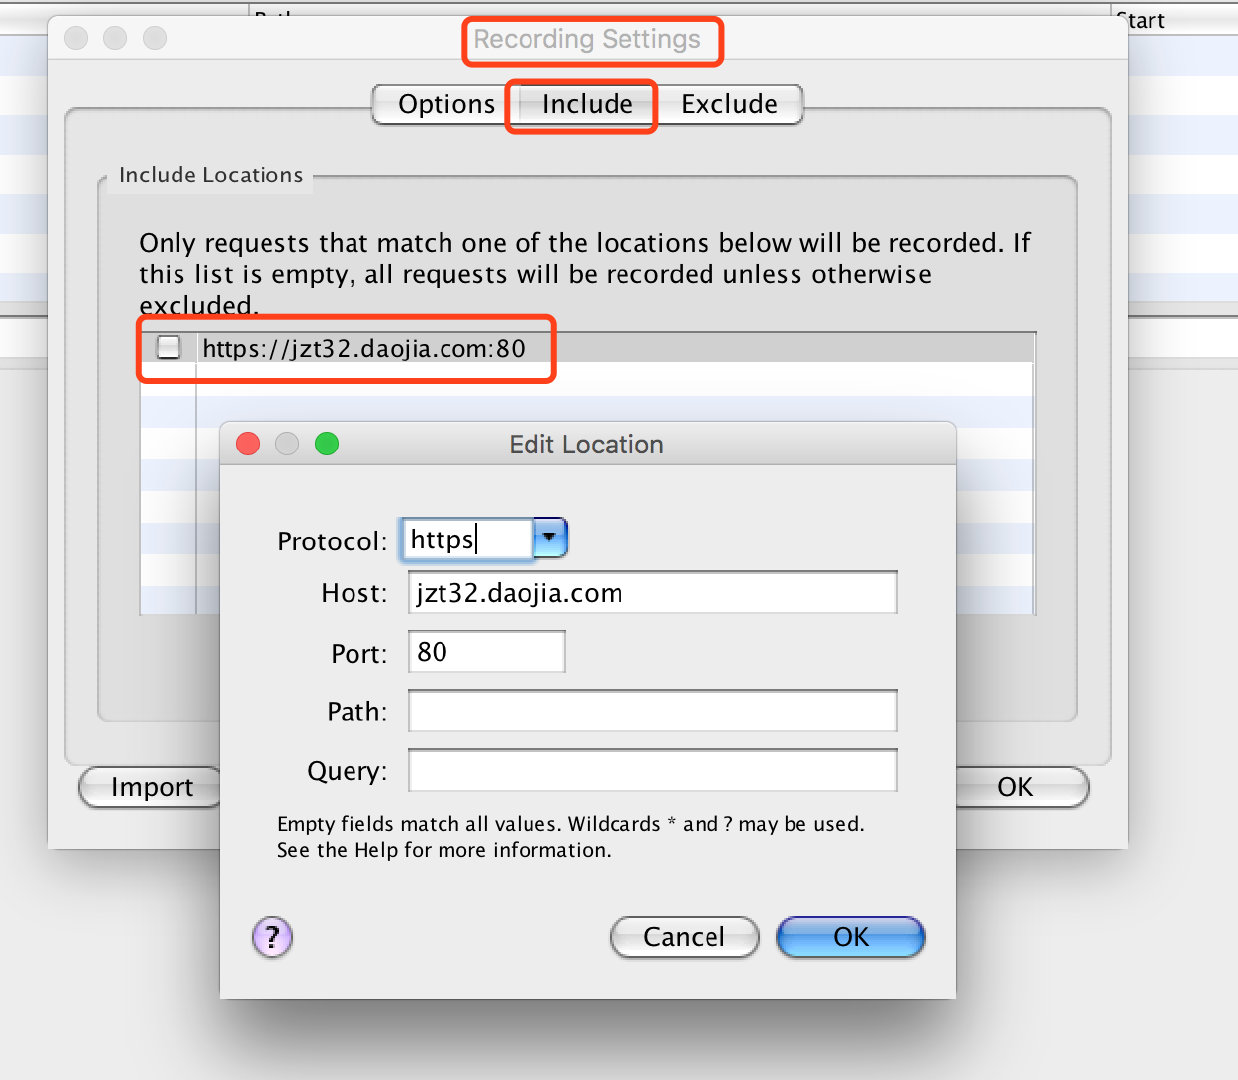 Start
Recording Settings
Options
Include
Exclude
Include Locations
Only requests that match one of the locations below will be recorded. If
this list is empty, all requests will be recorded unless otherwise
excluded.
https://jzt32.daojia.com:80
Edit Location
Protocol: https
Host: jzt32.daojia.com
Port: 80
Path:
Query:
Empty fields match all values. Wildcards * and ? may be used.
See the Help for more information.
Import
OK
?
Cancel
OK